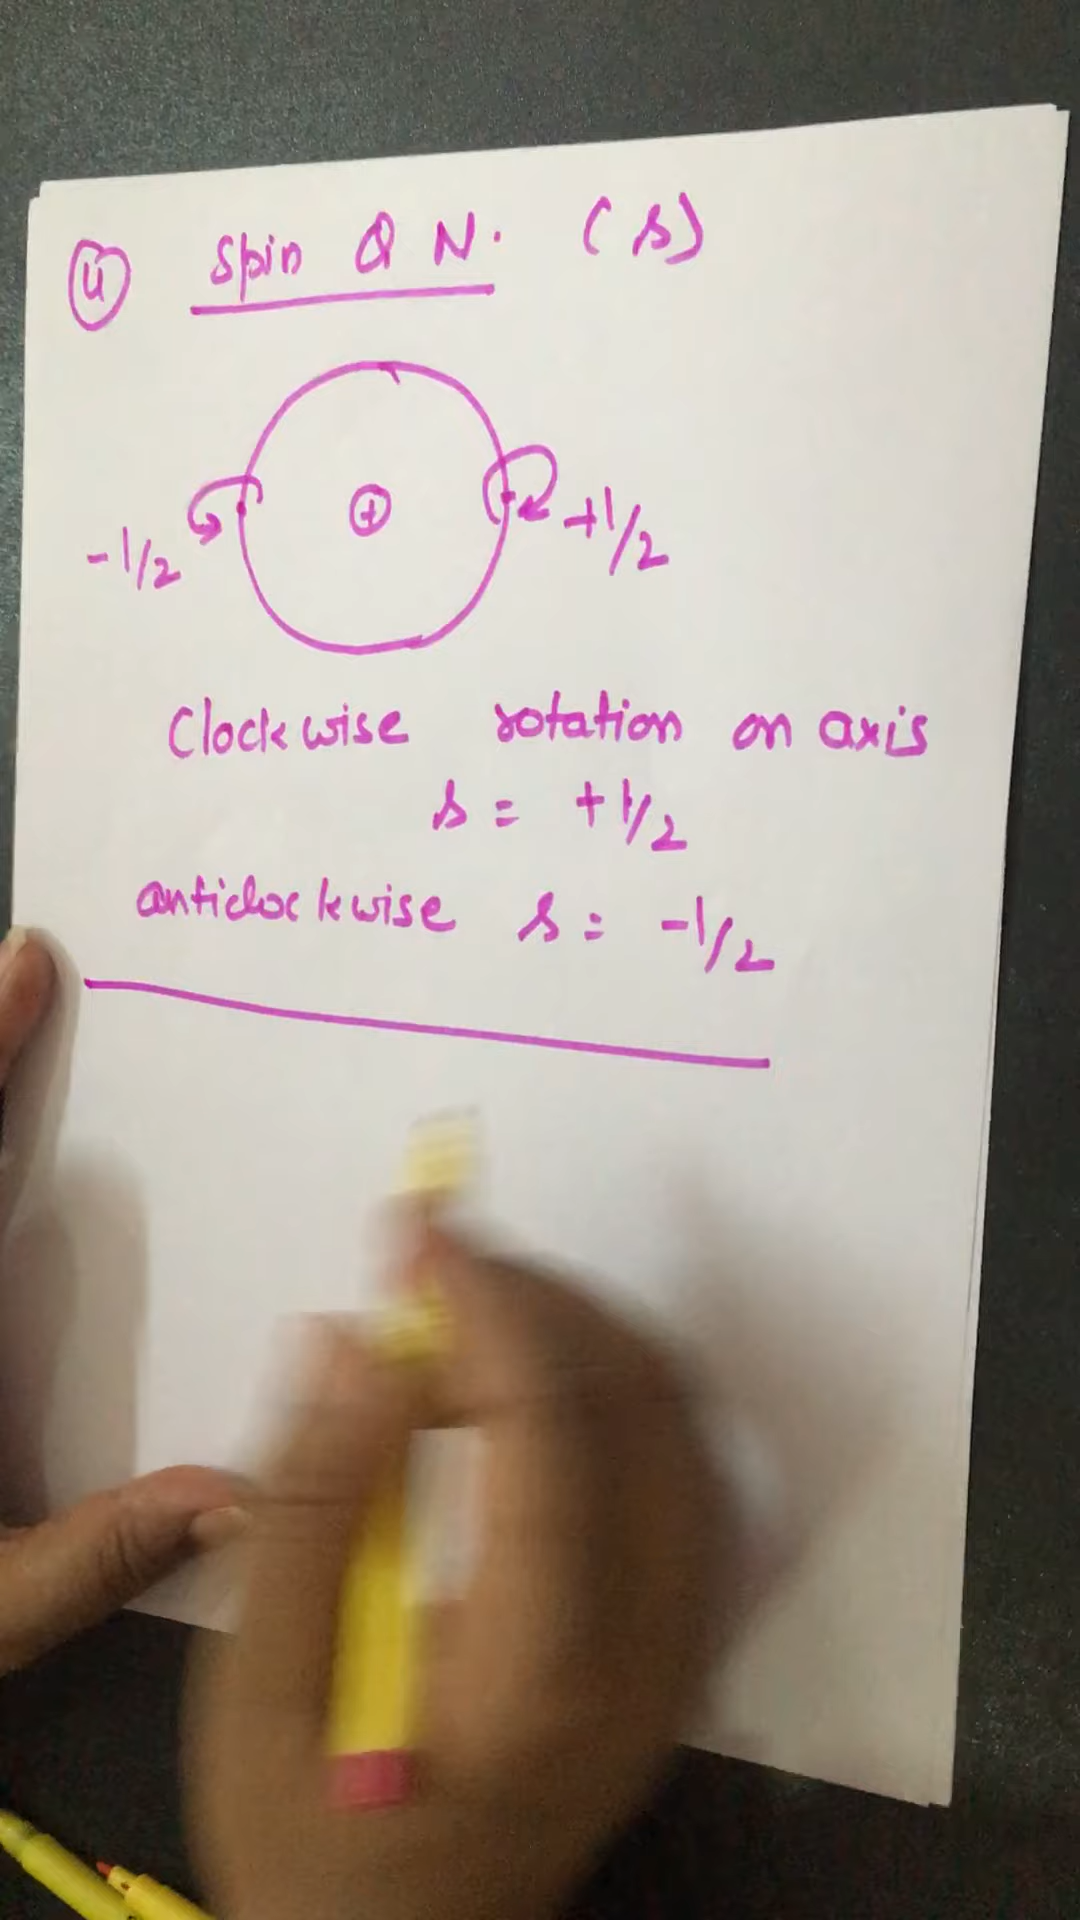 ④ Spin Q N. (s)
+
-1/2
+1/2
Clockwise rotation on axis
s = +1/2
anticlockwise s = -1/2